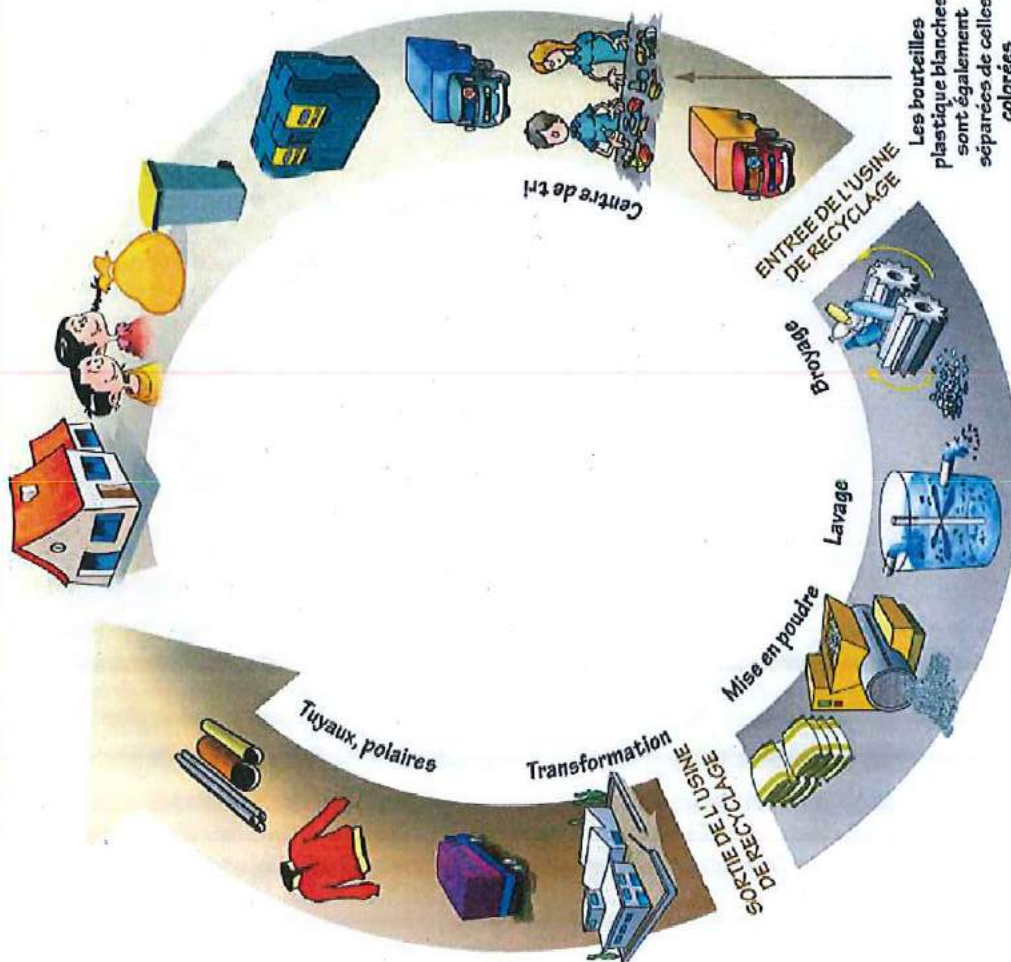 Centre de tri
Les bouteilles
plastique blanches
sont également
séparées de celles
colorées
ENTREE DE L'USINE
DE RECYCLAGE
Broyage
Lavage
Mise en poudre
SORTIE DE L'USINE
DE RECYCLAGE
Transformation
Tuyaux, polaires